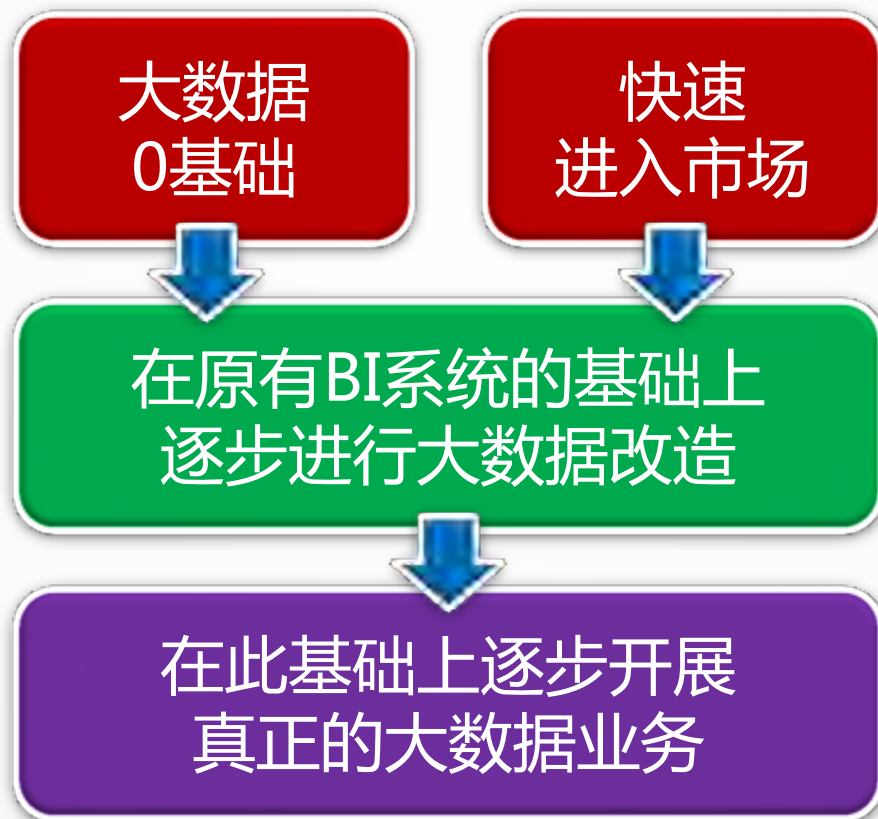 大数据
0基础
快速
进入市场
在原有BI系统的基础上
逐步进行大数据改造
在此基础上逐步开展
真正的大数据业务